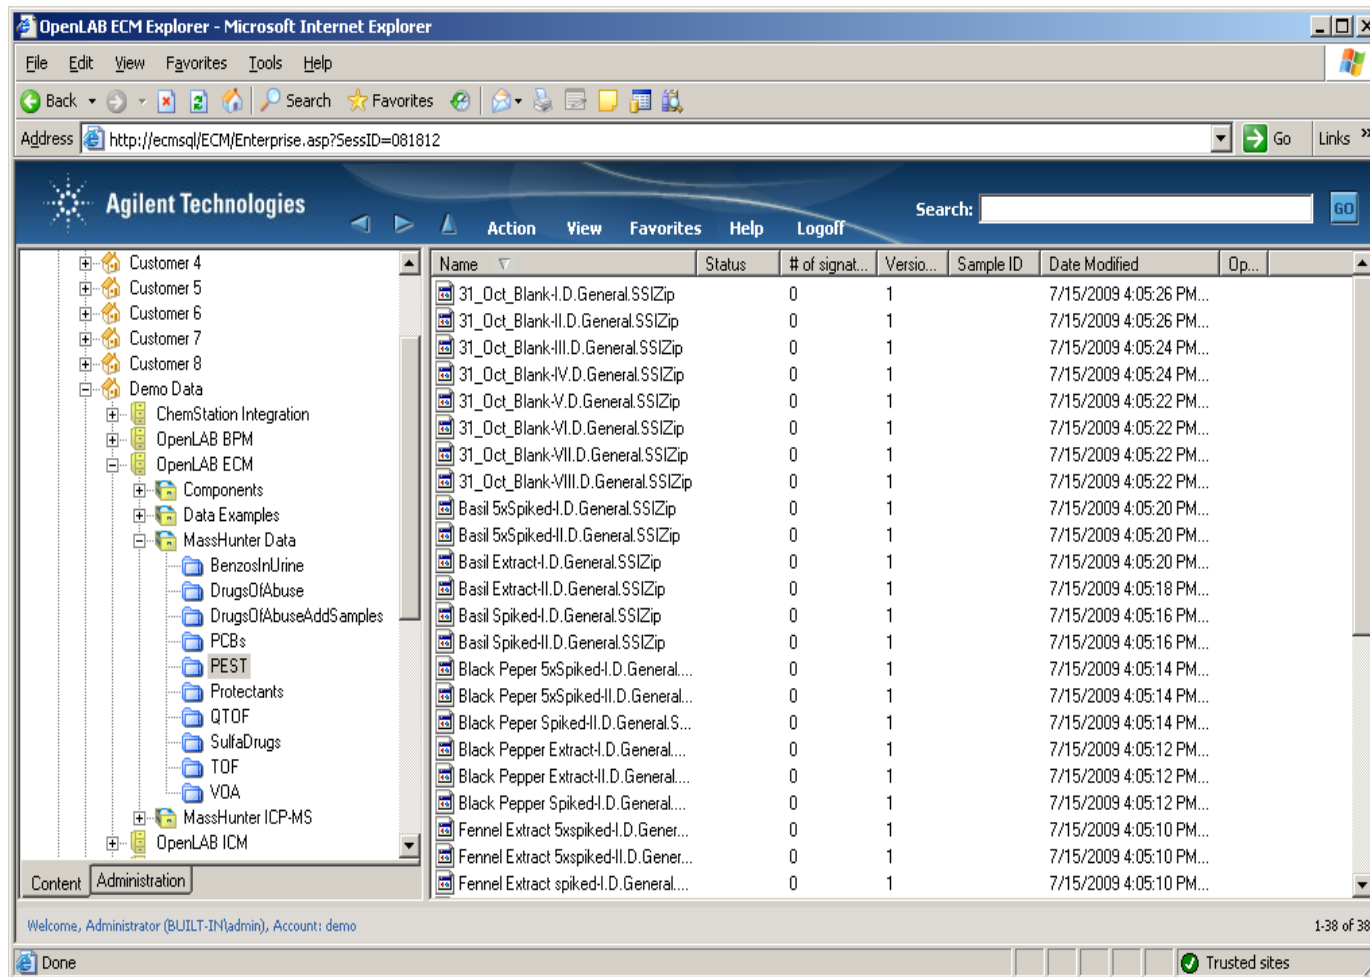 OpenLAB ECM Explorer - Microsoft Internet Explorer
File Edit View Favorites Tools Help
Back Search Favorites
Address http://ecmsql/ECM/Enterprise.asp?SessID=081812 Go Links »
Agilent Technologies
Search: GO
Action View Favorites Help Logoff
Customer 4
Customer 5
Customer 6
Customer 7
Customer 8
Demo Data
ChemStation Integration
OpenLAB BPM
OpenLAB ECM
Components
Data Examples
MassHunter Data
BenzosInUrine
DrugsOfAbuse
DrugsOfAbuseAddSamples
PCBs
PEST
Protectants
QTOF
SulfaDrugs
TOF
VOA
MassHunter ICP-MS
OpenLAB ICM
Content Administration
Name Status # of signat... Versio... Sample ID Date Modified Op...
31_Oct_Blank-I.D.General.SSIZip 0 1 7/15/2009 4:05:26 PM...
31_Oct_Blank-II.D.General.SSIZip 0 1 7/15/2009 4:05:26 PM...
31_Oct_Blank-III.D.General.SSIZip 0 1 7/15/2009 4:05:24 PM...
31_Oct_Blank-IV.D.General.SSIZip 0 1 7/15/2009 4:05:24 PM...
31_Oct_Blank-V.D.General.SSIZip 0 1 7/15/2009 4:05:22 PM...
31_Oct_Blank-VI.D.General.SSIZip 0 1 7/15/2009 4:05:22 PM...
31_Oct_Blank-VII.D.General.SSIZip 0 1 7/15/2009 4:05:22 PM...
31_Oct_Blank-VIII.D.General.SSIZip 0 1 7/15/2009 4:05:22 PM...
Basil 5xSpiked-I.D.General.SSIZip 0 1 7/15/2009 4:05:20 PM...
Basil 5xSpiked-II.D.General.SSIZip 0 1 7/15/2009 4:05:20 PM...
Basil Extract-I.D.General.SSIZip 0 1 7/15/2009 4:05:20 PM...
Basil Extract-II.D.General.SSIZip 0 1 7/15/2009 4:05:18 PM...
Basil Spiked-I.D.General.SSIZip 0 1 7/15/2009 4:05:16 PM...
Basil Spiked-II.D.General.SSIZip 0 1 7/15/2009 4:05:16 PM...
Black Peper 5xSpiked-I.D.General.... 0 1 7/15/2009 4:05:14 PM...
Black Peper 5xSpiked-II.D.General... 0 1 7/15/2009 4:05:14 PM...
Black Peper Spiked-II.D.General.S... 0 1 7/15/2009 4:05:14 PM...
Black Pepper Extract-I.D.General.... 0 1 7/15/2009 4:05:12 PM...
Black Pepper Extract-II.D.General.... 0 1 7/15/2009 4:05:12 PM...
Black Pepper Spiked-I.D.General.... 0 1 7/15/2009 4:05:12 PM...
Fennel Extract 5xspiked-I.D.Gener... 0 1 7/15/2009 4:05:10 PM...
Fennel Extract 5xspiked-II.D.Gener... 0 1 7/15/2009 4:05:10 PM...
Fennel Extract spiked-I.D.General.... 0 1 7/15/2009 4:05:10 PM...
Welcome, Administrator (BUILT-IN\admin), Account: demo 1-38 of 38
Done Trusted sites